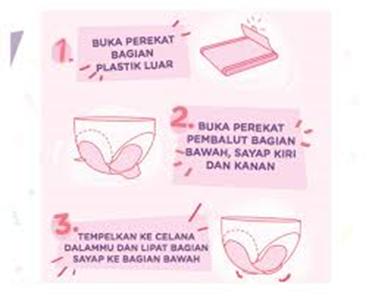 1. BUKA PEREKAT
BAGIAN
PLASTIK LUAR
2. BUKA PEREKAT
PEMBALUT BAGIAN
BAWAH, SAYAP KIRI
DAN KANAN
3. TEMPELKAN KE CELANA
DALAMMU DAN LIPAT BAGIAN
SAYAP KE BAGIAN BAWAH